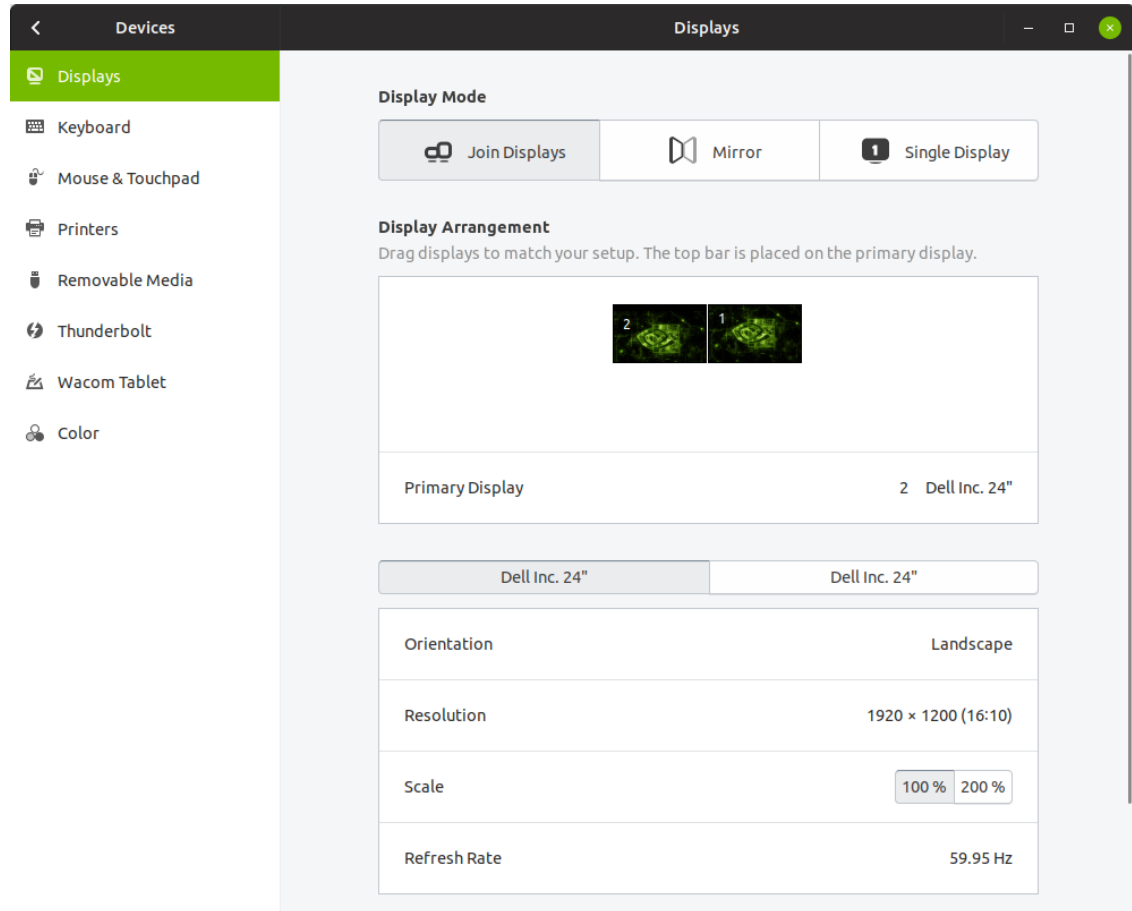 Devices
Displays
Displays
Keyboard
Mouse & Touchpad
Printers
Removable Media
Thunderbolt
Wacom Tablet
Color
Display Mode
Join Displays
Mirror
1 Single Display
Display Arrangement
Drag displays to match your setup. The top bar is placed on the primary display.
2 1
Primary Display 2 Dell Inc. 24"
Dell Inc. 24" Dell Inc. 24"
Orientation Landscape
Resolution 1920 × 1200 (16∶10)
Scale 100 % 200 %
Refresh Rate 59.95 Hz